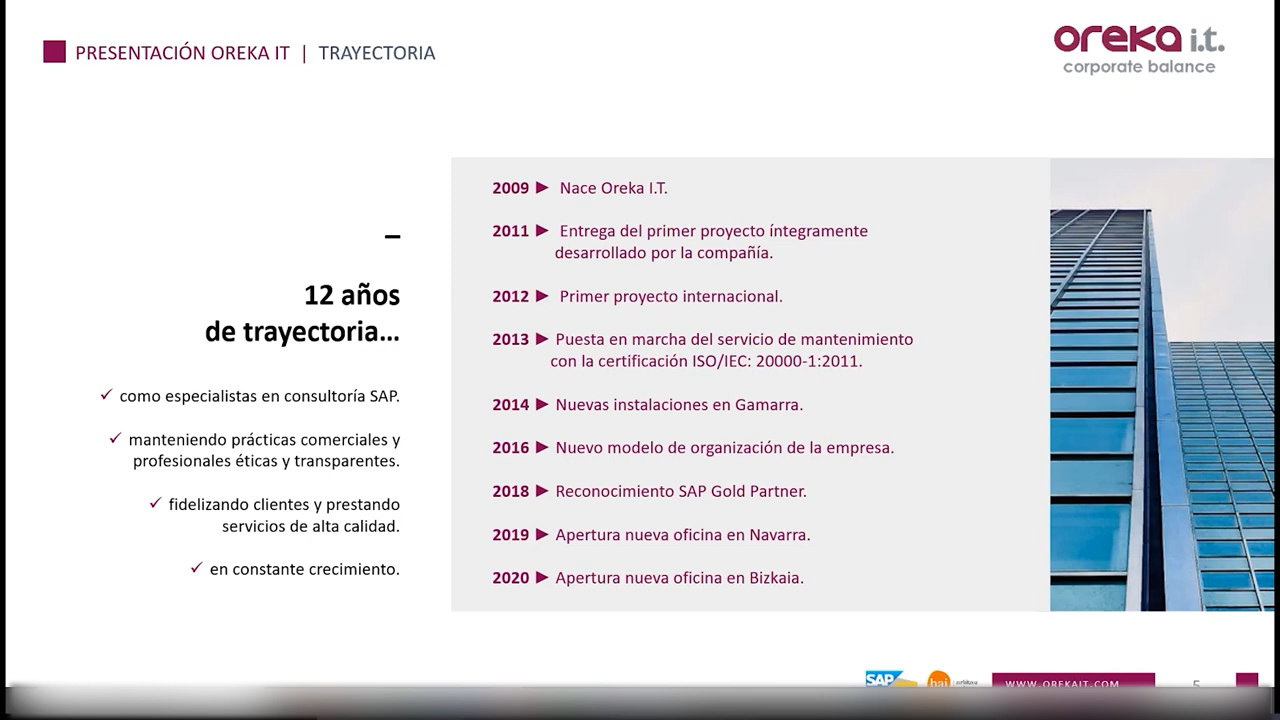 PRESENTACIÓN OREKA IT | TRAYECTORIA
oreka i.t.
corporate balance
–
12 años
de trayectoria...
✓ como especialistas en consultoría SAP.
✓ manteniendo prácticas comerciales y
profesionales éticas y transparentes.
✓ fidelizando clientes y prestando
servicios de alta calidad.
✓ en constante crecimiento.
2009 ► Nace Oreka I.T.
2011 ► Entrega del primer proyecto íntegramente
desarrollado por la compañía.
2012 ► Primer proyecto internacional.
2013 ► Puesta en marcha del servicio de mantenimiento
con la certificación ISO/IEC: 20000-1:2011.
2014 ► Nuevas instalaciones en Gamarra.
2016 ► Nuevo modelo de organización de la empresa.
2018 ► Reconocimiento SAP Gold Partner.
2019 ► Apertura nueva oficina en Navarra.
2020 ► Apertura nueva oficina en Bizkaia.
SAP
bai
WWW.OREKAIT.COM
5